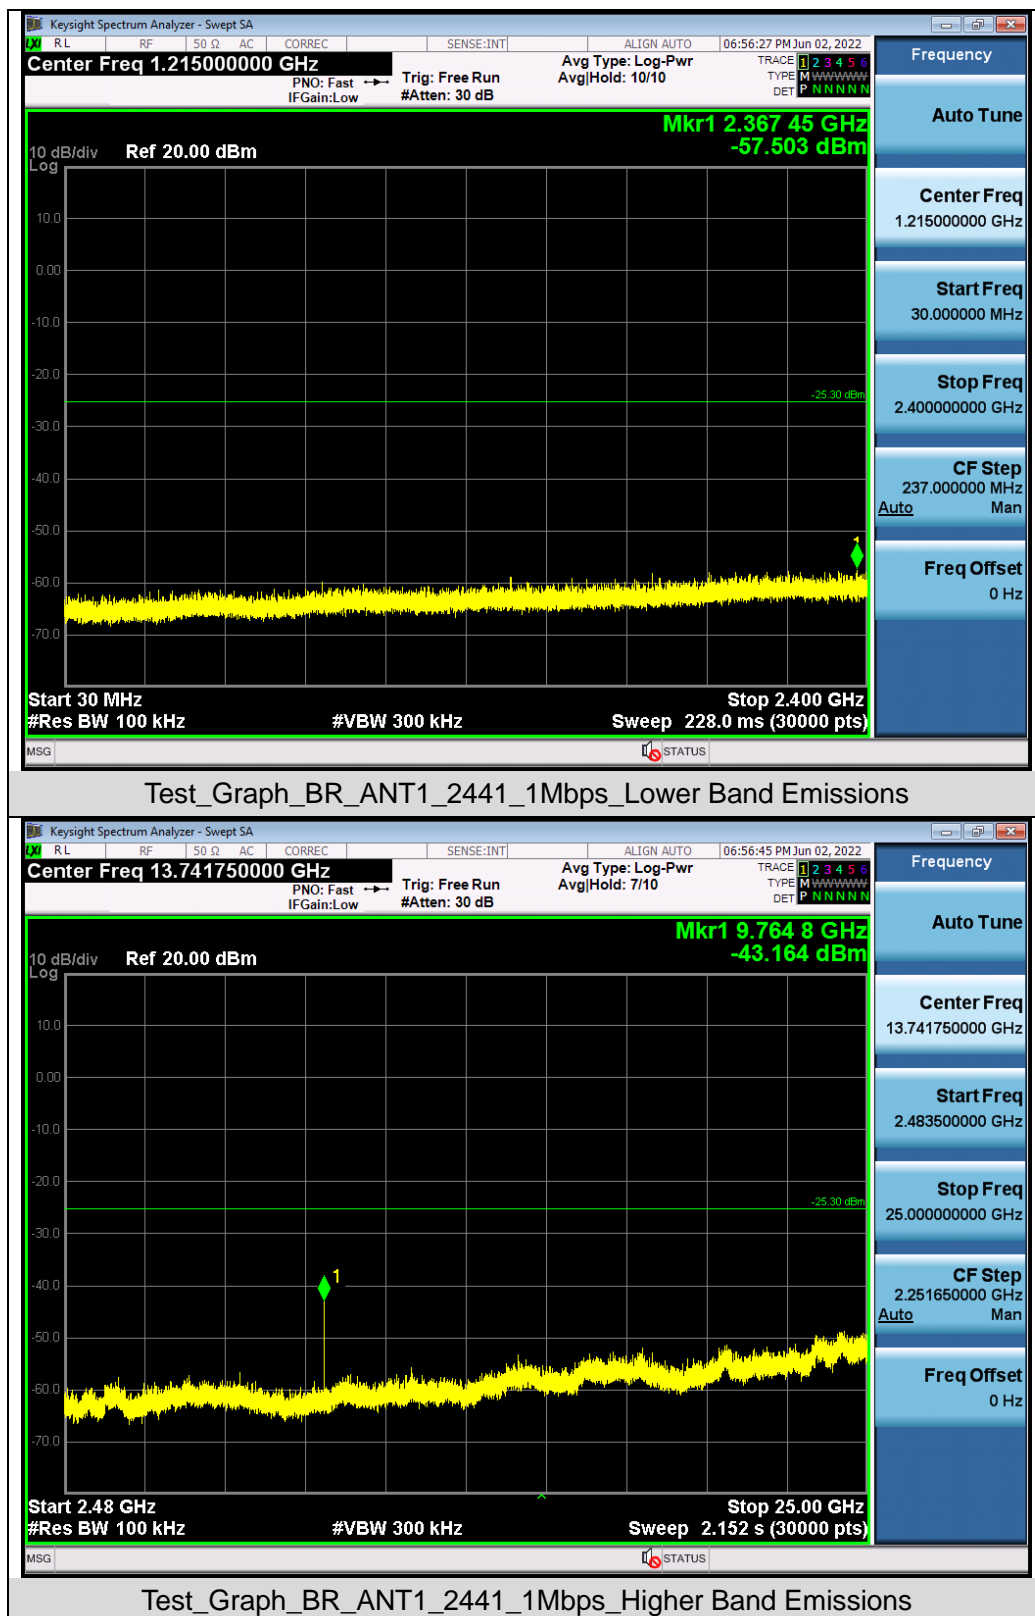 Keysight Spectrum Analyzer - Swept SA
LXI RL RF 50 Ω AC CORREC SENSE:INT ALIGN AUTO 06:56:27 PM Jun 02, 2022
Center Freq 1.215000000 GHz
PNO: Fast
IFGain:Low
Trig: Free Run
#Atten: 30 dB
Avg Type: Log-Pwr
Avg|Hold: 10/10
TRACE 1 2 3 4 5 6
TYPE M WWWWW
DET P N N N N N
Frequency
Auto Tune
Center Freq
1.215000000 GHz
Start Freq
30.000000 MHz
Stop Freq
2.400000000 GHz
CF Step
237.000000 MHz
Auto Man
Freq Offset
0 Hz
Mkr1 2.367 45 GHz
-57.503 dBm
10 dB/div Ref 20.00 dBm
Log
10.0
0.00
-10.0
-20.0
-25.30 dBm
-30.0
-40.0
-50.0
1
-60.0
-70.0
Start 30 MHz Stop 2.400 GHz
#Res BW 100 kHz #VBW 300 kHz Sweep 228.0 ms (30000 pts)
MSG STATUS
Test_Graph_BR_ANT1_2441_1Mbps_Lower Band Emissions
Keysight Spectrum Analyzer - Swept SA
LXI RL RF 50 Ω AC CORREC SENSE:INT ALIGN AUTO 06:56:45 PM Jun 02, 2022
Center Freq 13.741750000 GHz
PNO: Fast
IFGain:Low
Trig: Free Run
#Atten: 30 dB
Avg Type: Log-Pwr
Avg|Hold: 7/10
TRACE 1 2 3 4 5 6
TYPE M WWWWW
DET P N N N N N
Frequency
Auto Tune
Center Freq
13.741750000 GHz
Start Freq
2.483500000 GHz
Stop Freq
25.000000000 GHz
CF Step
2.251650000 GHz
Auto Man
Freq Offset
0 Hz
Mkr1 9.764 8 GHz
-43.164 dBm
10 dB/div Ref 20.00 dBm
Log
10.0
0.00
-10.0
-20.0
-25.30 dBm
-30.0
1
-40.0
-50.0
-60.0
-70.0
Start 2.48 GHz Stop 25.00 GHz
#Res BW 100 kHz #VBW 300 kHz Sweep 2.152 s (30000 pts)
MSG STATUS
Test_Graph_BR_ANT1_2441_1Mbps_Higher Band Emissions